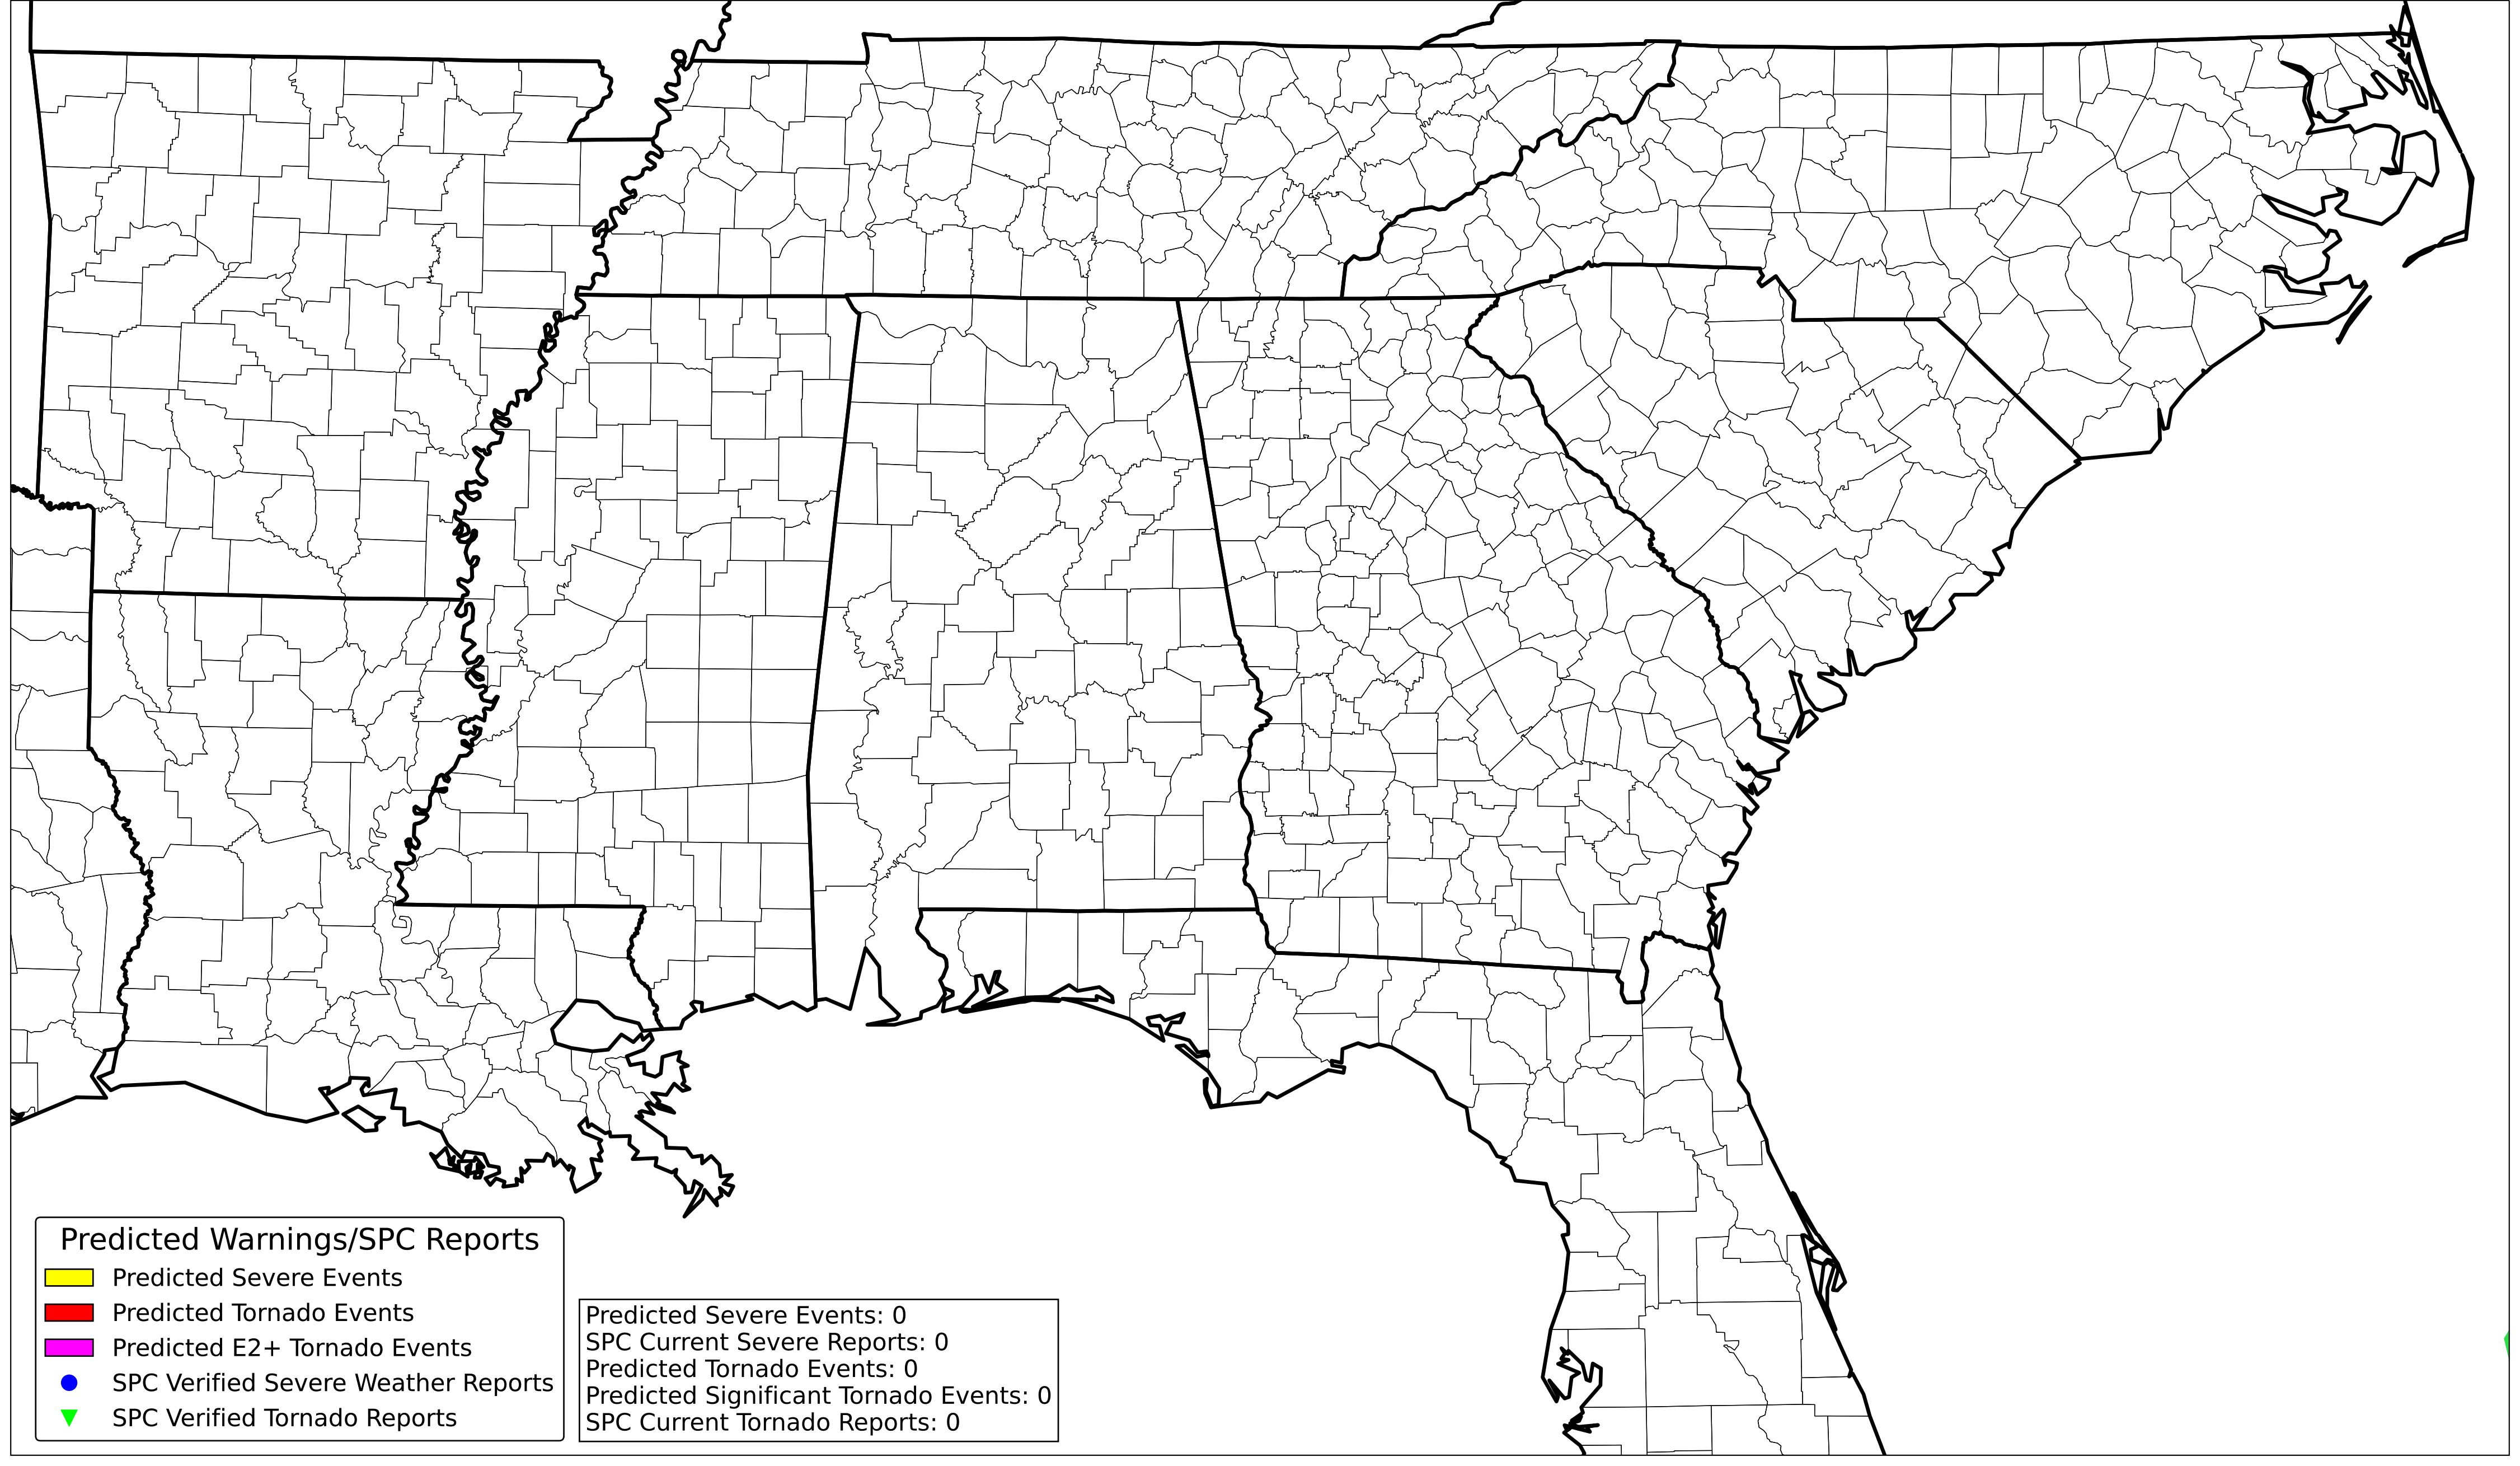 Predicted Warnings/SPC Reports
Predicted Severe Events
Predicted Tornado Events
Predicted E2+ Tornado Events
SPC Verified Severe Weather Reports
SPC Verified Tornado Reports
Predicted Severe Events: 0
SPC Current Severe Reports: 0
Predicted Tornado Events: 0
Predicted Significant Tornado Events: 0
SPC Current Tornado Reports: 0